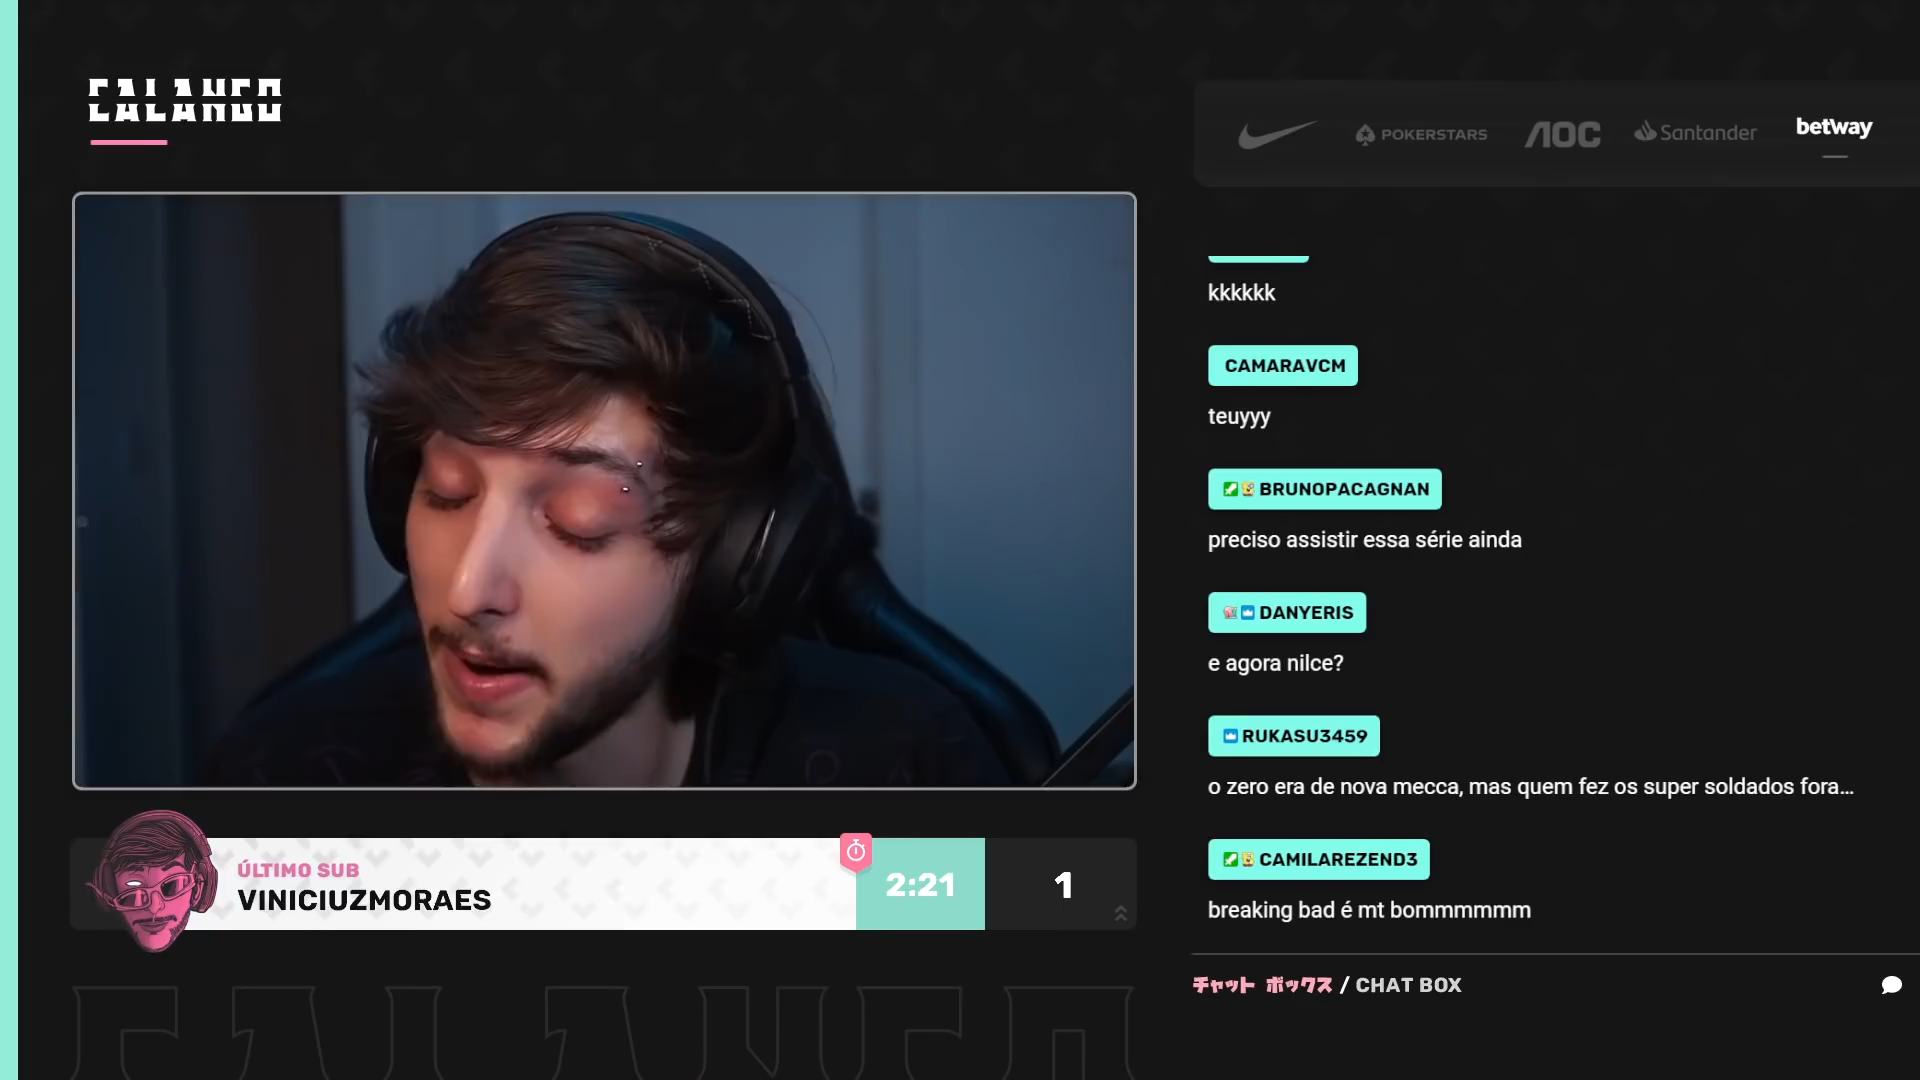 CALANGO
POKERSTARS
AOC
Santander
betway
kkkkkk
CAMARAVCM
teuyyy
BRUNOPACAGNAN
preciso assistir essa série ainda
DANYERIS
e agora nilce?
RUKASU3459
o zero era de nova mecca, mas quem fez os super soldados fora...
CAMILAREZEND3
breaking bad é mt bommmmmm
ÚLTIMO SUB
VINICIUZMORAES
2:21
1
チャット ボックス / CHAT BOX
CALANGO